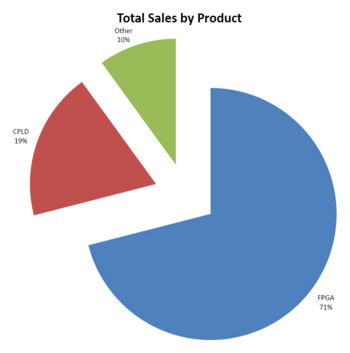 Total Sales by Product
Other
10%
CPLD
19%
FPGA
71%